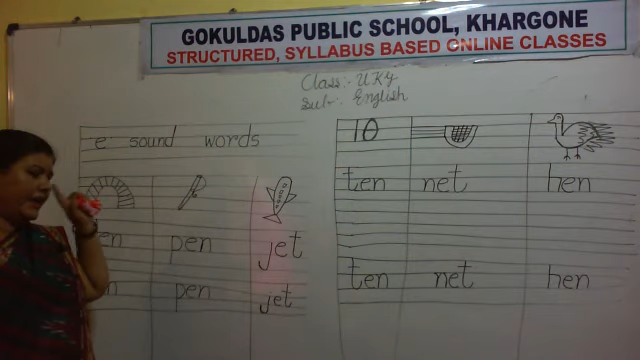 GOKULDAS PUBLIC SCHOOL, KHARGONE
STRUCTURED, SYLLABUS BASED ONLINE CLASSES
Class:- UKG
Sub:- English
e sound words
en pen jet
n pen jet
10
ten net hen
ten net hen